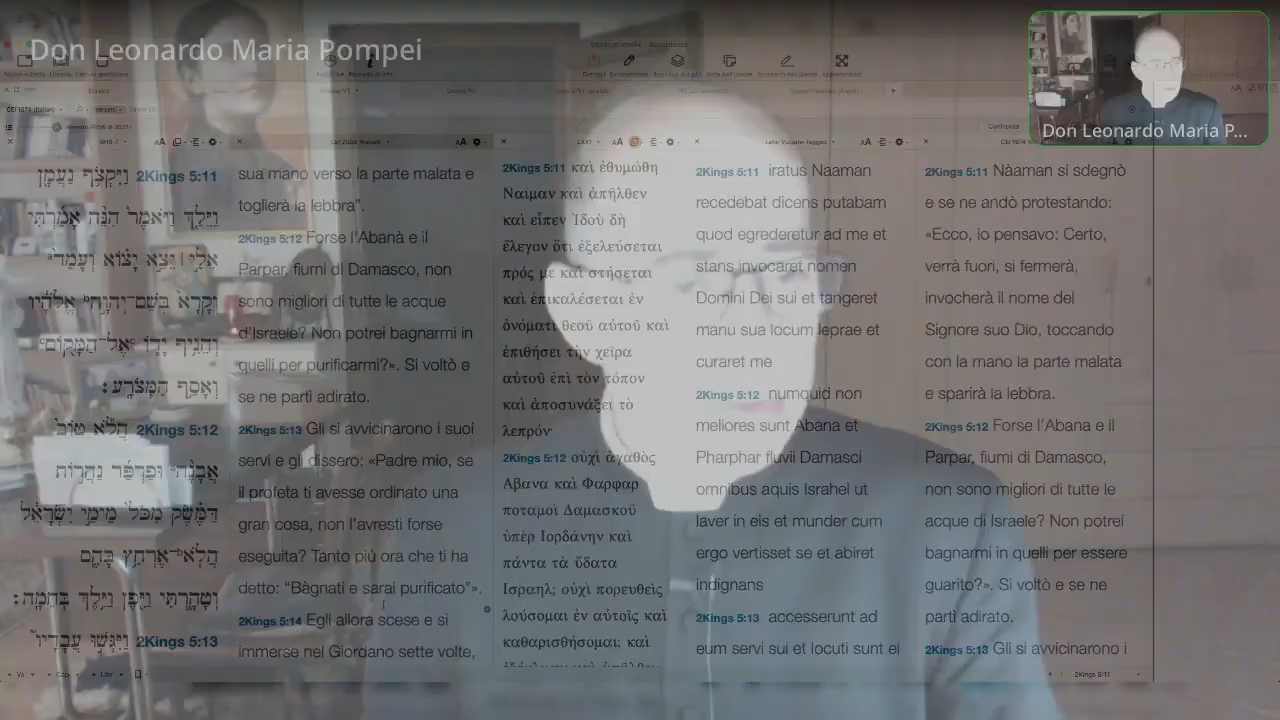 Don Leonardo Maria Pompei
Don Leonardo Maria P...
וַיִּקְצֹ֥ף נַעֲמָ֖ן 2Kings 5:11
וַיֵּלַ֑ךְ וַיֹּאמֶר֩ הִנֵּ֨ה אָמַ֜רְתִּי
אֵלַ֣י ׀ יֵצֵ֣א יָצ֗וֹא וְעָמַד֙
וְקָרָא֙ בְּשֵׁם־יְהוָ֣ה אֱלֹהָ֔יו
וְהֵנִ֥יף יָד֛וֹ אֶל־הַמָּק֖וֹם
וְאָסַ֥ף הַמְּצֹרָֽע׃
הֲלֹ֡א ט֠וֹב 2Kings 5:12
אֲבָנָ֨ה וּפַרְפַּ֜ר נַהֲר֣וֹת
דַּמֶּ֗שֶׂק מִכֹּל֙ מֵימֵ֣י יִשְׂרָאֵ֔ל
הֲלֹֽא־אֶרְחַ֥ץ בָּהֶ֖ם
וְטָהָ֑רְתִּי וַיִּ֖פֶן וַיֵּ֥לֶךְ בְּחֵמָֽה׃
וַיִּגְּשׁ֣וּ עֲבָדָיו֮ 2Kings 5:13
sua mano verso la parte malata e
toglierà la lebbra”.
2Kings 5:12 Forse l’Abanà e il
Parpar, fiumi di Damasco, non
sono migliori di tutte le acque
d’Israele? Non potrei bagnarmi in
quelli per purificarmi?». Si voltò e
se ne partì adirato.
2Kings 5:13 Gli si avvicinarono i suoi
servi e gli dissero: «Padre mio, se
il profeta ti avesse ordinato una
gran cosa, non l’avresti forse
eseguita? Tanto più ora che ti ha
detto: “Bàgnati e sarai purificato”».
2Kings 5:14 Egli allora scese e si
immerse nel Giordano sette volte,
2Kings 5:11 καὶ ἐθυμώθη
Ναιμαν καὶ ἀπῆλθεν
καὶ εἶπεν Ἰδοὺ δὴ
ἔλεγον ὅτι ἐξελεύσεται
πρός με καὶ στήσεται
καὶ ἐπικαλέσεται ἐν
ὀνόματι θεοῦ αὐτοῦ καὶ
ἐπιθήσει τὴν χεῖρα
αὐτοῦ ἐπὶ τὸν τόπον
καὶ ἀποσυνάξει τὸ
λεπρόν·
2Kings 5:12 οὐχὶ ἀγαθὸς
Αβανα καὶ Φαρφαρ
ποταμοὶ Δαμασκοῦ
ὑπὲρ Ιορδάνην καὶ
πάντα τὰ ὕδατα
Ισραηλ; οὐχὶ πορευθεὶς
λούσομαι ἐν αὐτοῖς καὶ
καθαρισθήσομαι; καὶ
2Kings 5:11 iratus Naaman
recedebat dicens putabam
quod egrederetur ad me et
stans invocaret nomen
Domini Dei sui et tangeret
manu sua locum leprae et
curaret me
2Kings 5:12 numquid non
meliores sunt Abana et
Pharphar fluvii Damasci
omnibus aquis Israhel ut
laver in eis et munder cum
ergo vertisset se et abiret
indignans
2Kings 5:13 accesserunt ad
eum servi sui et locuti sunt ei
2Kings 5:11 Nàaman si sdegnò
e se ne andò protestando:
«Ecco, io pensavo: Certo,
verrà fuori, si fermerà,
invocherà il nome del
Signore suo Dio, toccando
con la mano la parte malata
e sparirà la lebbra.
2Kings 5:12 Forse l’Abana e il
Parpar, fiumi di Damasco,
non sono migliori di tutte le
acque di Israele? Non potrei
bagnarmi in quelli per essere
guarito?». Si voltò e se ne
partì adirato.
2Kings 5:13 Gli si avvicinarono i
2Kings 5:11